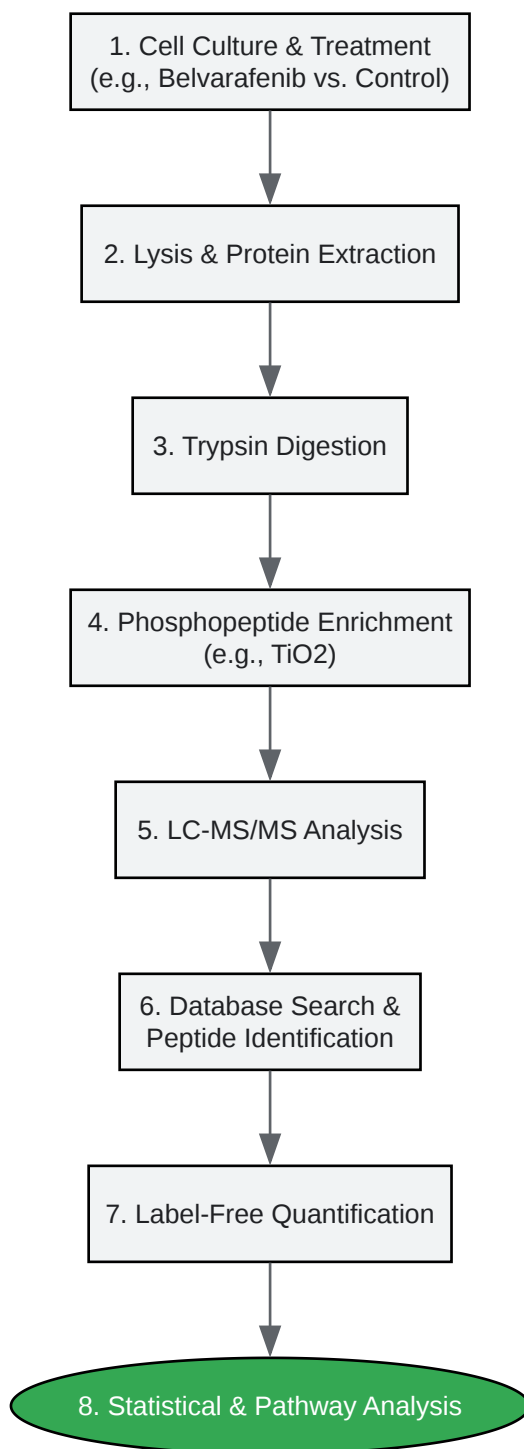 1. Cell Culture & Treatment
(e.g., Belvarafenib vs. Control)
2. Lysis & Protein Extraction
3. Trypsin Digestion
4. Phosphopeptide Enrichment
(e.g., TiO2)
5. LC-MS/MS Analysis
6. Database Search &
Peptide Identification
7. Label-Free Quantification
8. Statistical & Pathway Analysis